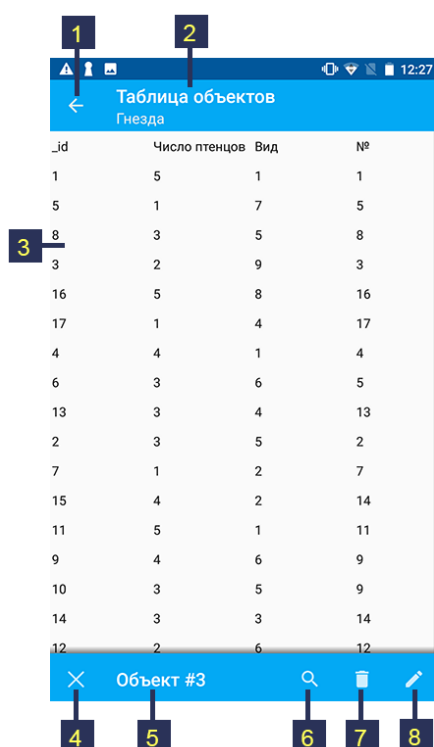 1 2
12:27
Таблица объектов
Гнезда
_id Число птенцов Вид №
1 5 1 1
5 1 7 5
8 3 5 8
3
3 2 9 3
16 5 8 16
17 1 4 17
4 4 1 4
6 3 6 5
13 3 4 13
2 3 5 2
7 1 2 7
15 4 2 14
11 5 1 11
9 4 6 9
10 3 5 9
14 3 3 14
12 2 6 12
Объект #3
4 5 6 7 8